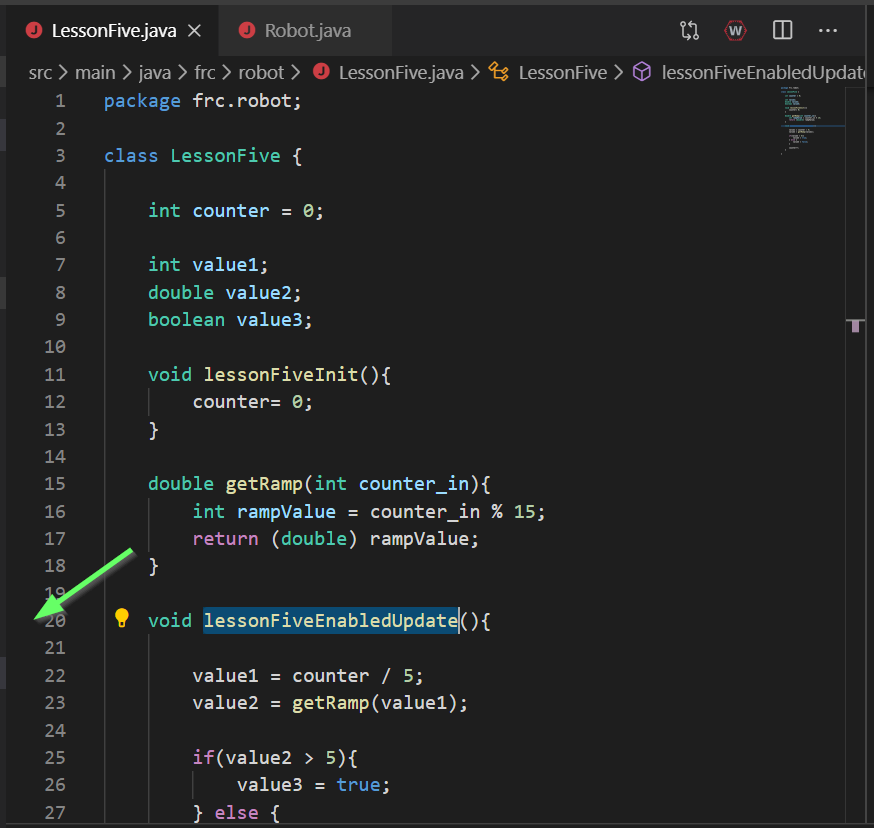 LessonFive.java Robot.java
src > main > java > frc > robot > LessonFive.java > LessonFive > lessonFiveEnabledUpdat
1 package frc.robot;
2
3 class LessonFive {
4
5     int counter = 0;
6
7     int value1;
8     double value2;
9     boolean value3;
10
11     void lessonFiveInit(){
12         counter= 0;
13     }
14
15     double getRamp(int counter_in){
16         int rampValue = counter_in % 15;
17         return (double) rampValue;
18     }
19
20     void lessonFiveEnabledUpdate(){
21
22         value1 = counter / 5;
23         value2 = getRamp(value1);
24
25         if(value2 > 5){
26             value3 = true;
27         } else {